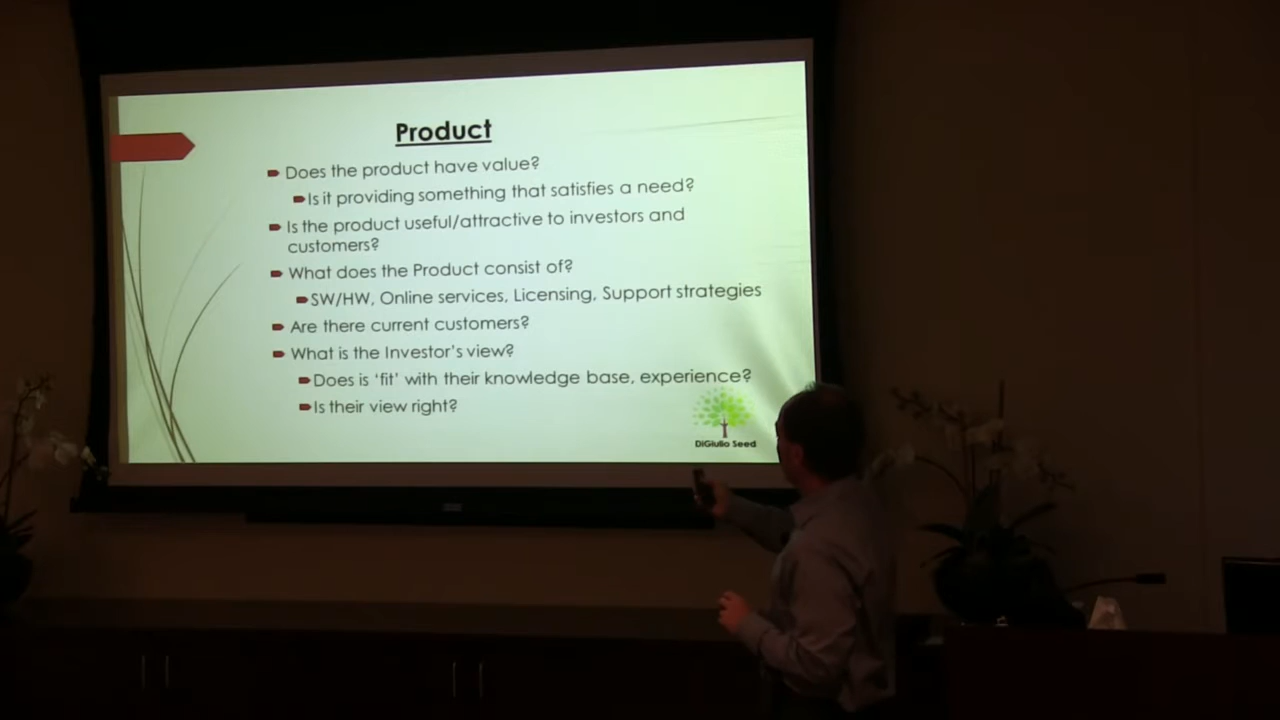 Product
Does the product have value?
Is it providing something that satisfies a need?
Is the product useful/attractive to investors and
customers?
What does the Product consist of?
SW/HW, Online services, Licensing, Support strategies
Are there current customers?
What is the Investor's view?
Does is 'fit' with their knowledge base, experience?
Is their view right?
DiGiulio Seed